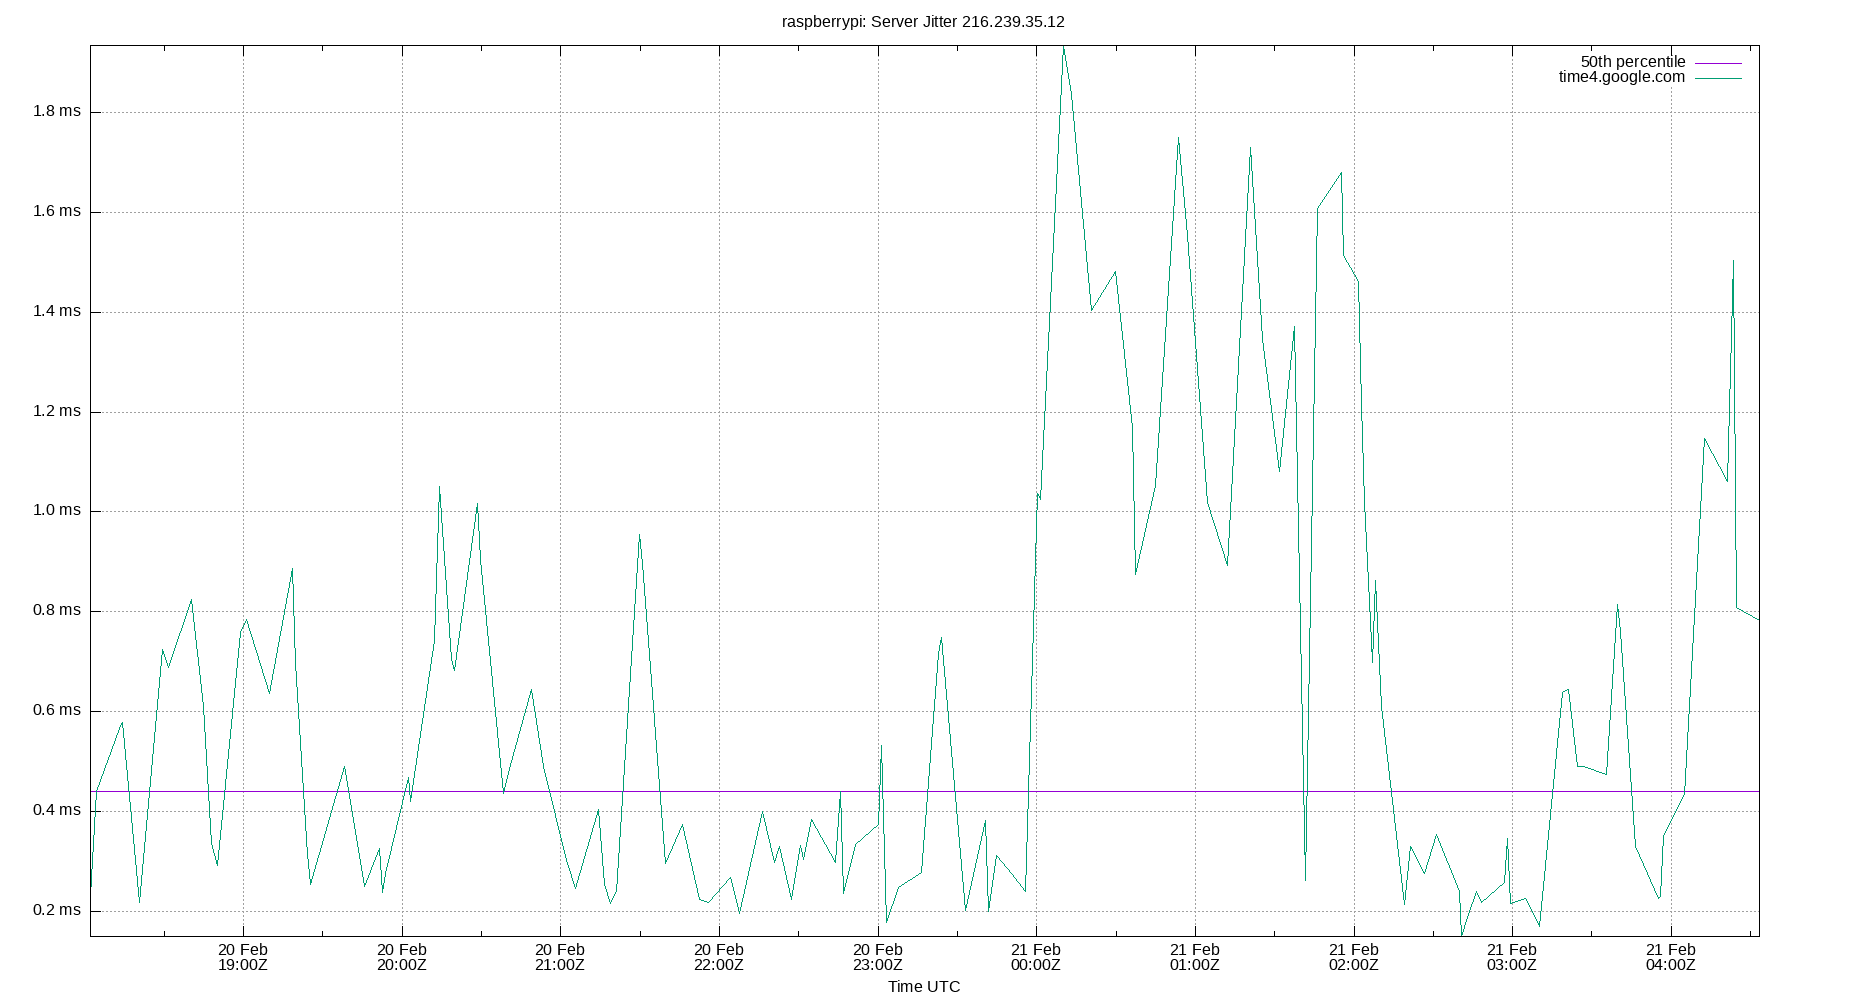 raspberrypi: Server Jitter 216.239.35.12
50th percentile
time4.google.com
1.8 ms
1.6 ms
1.4 ms
1.2 ms
1.0 ms
0.8 ms
0.6 ms
0.4 ms
0.2 ms
20 Feb 20 Feb 20 Feb 20 Feb 20 Feb 21 Feb 21 Feb 21 Feb 21 Feb 21 Feb
19:00Z 20:00Z 21:00Z 22:00Z 23:00Z 00:00Z 01:00Z 02:00Z 03:00Z 04:00Z
Time UTC